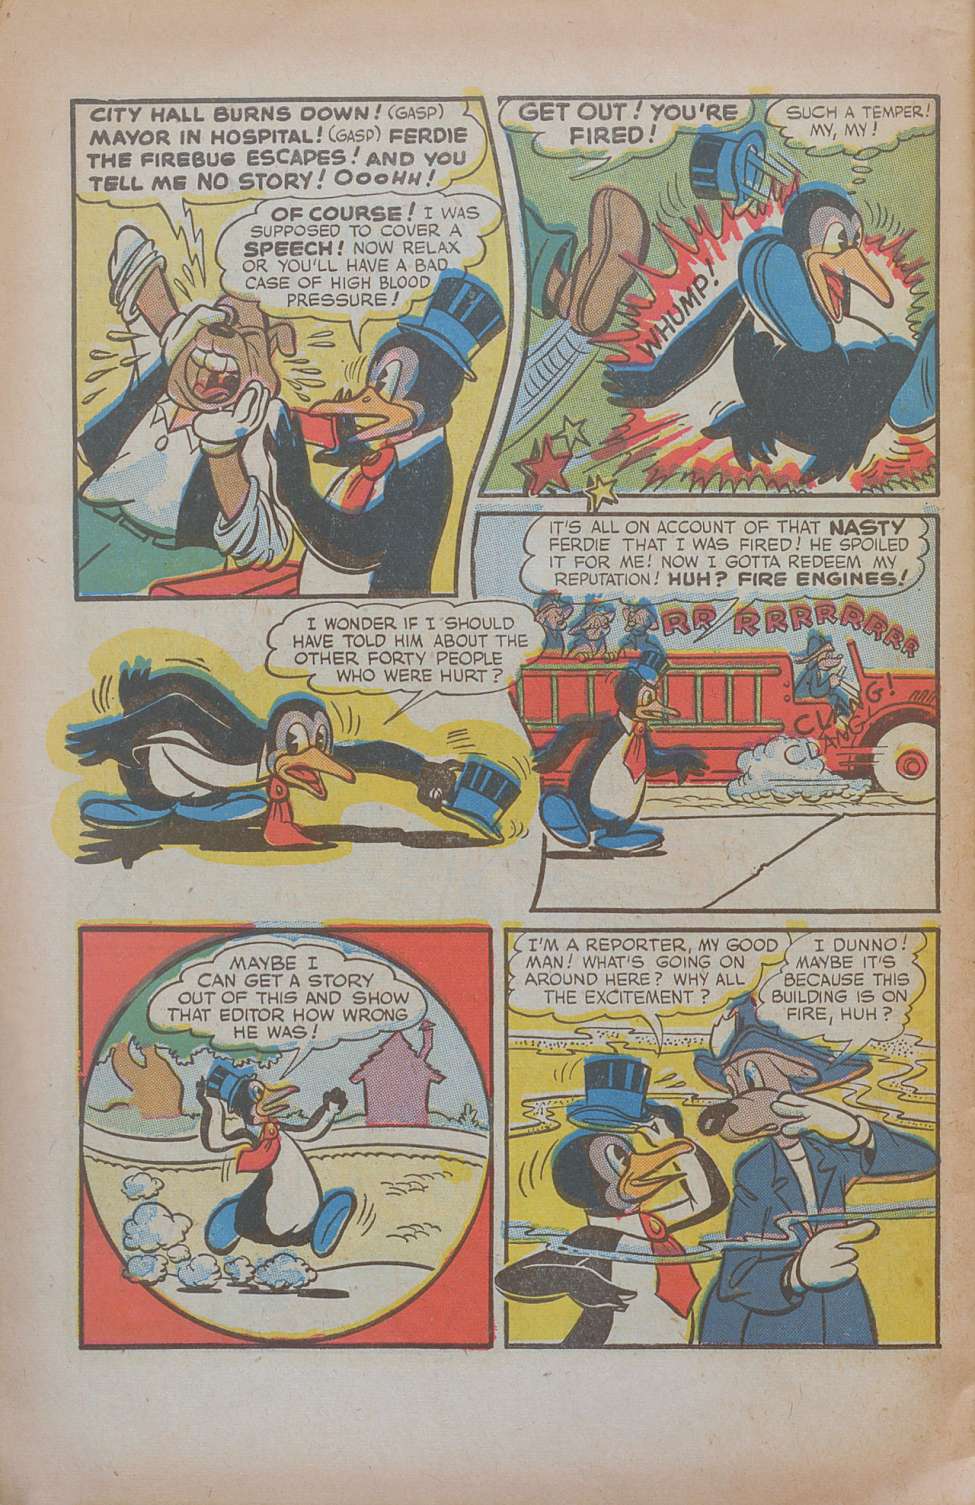 CITY HALL BURNS DOWN! (GASP)
MAYOR IN HOSPITAL! (GASP) FERDIE
THE FIREBUG ESCAPES! AND YOU
TELL ME NO STORY! OOOHH!
OF COURSE! I WAS
SUPPOSED TO COVER A
SPEECH! NOW RELAX
OR YOU'LL HAVE A BAD
CASE OF HIGH BLOOD
PRESSURE!
GET OUT! YOU'RE
FIRED!
SUCH A TEMPER!
MY, MY!
WHUMP!
I WONDER IF I SHOULD
HAVE TOLD HIM ABOUT THE
OTHER FORTY PEOPLE
WHO WERE HURT?
IT'S ALL ON ACCOUNT OF THAT NASTY
FERDIE THAT I WAS FIRED! HE SPOILED
IT FOR ME! NOW I GOTTA REDEEM MY
REPUTATION! HUH? FIRE ENGINES!
RR RRRRRRRR
CLANG!
CLANG
MAYBE I
CAN GET A STORY
OUT OF THIS AND SHOW
THAT EDITOR HOW WRONG
HE WAS!
I'M A REPORTER, MY GOOD
MAN! WHAT'S GOING ON
AROUND HERE? WHY ALL
THE EXCITEMENT?
I DUNNO!
MAYBE IT'S
BECAUSE THIS
BUILDING IS ON
FIRE, HUH?